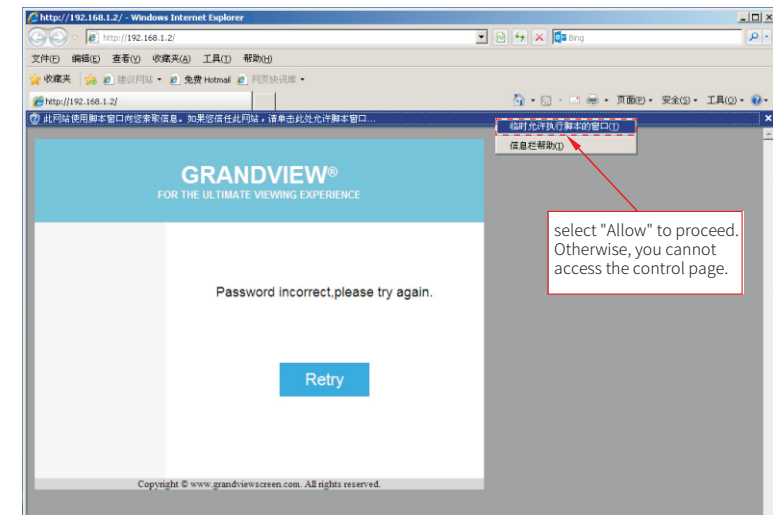 http://192.168.1.2/ - Windows Internet Explorer
http://192.168.1.2/
Bing
文件(F) 编辑(E) 查看(V) 收藏夹(A) 工具(T) 帮助(H)
收藏夹 建议网站 免费 Hotmail 网页快讯库
http://192.168.1.2/ 页面(P) 安全(S) 工具(O)
此网站使用脚本窗口向您索取信息。如果您信任此网站，请单击此处允许脚本窗口...
临时允许执行脚本的窗口(T)
信息栏帮助(I)
GRANDVIEW®
FOR THE ULTIMATE VIEWING EXPERIENCE
select "Allow" to proceed.
Otherwise, you cannot
access the control page.
Password incorrect,please try again.
Retry
Copyright © www.grandviewscreen.com. All rights reserved.